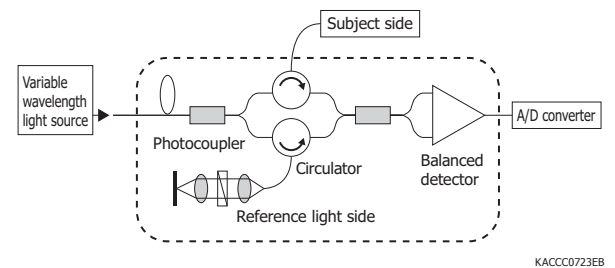 Subject side
Variable
wavelength
light source
A/D converter
Photocoupler
Circulator
Balanced
detector
Reference light side
KACCC0723EB